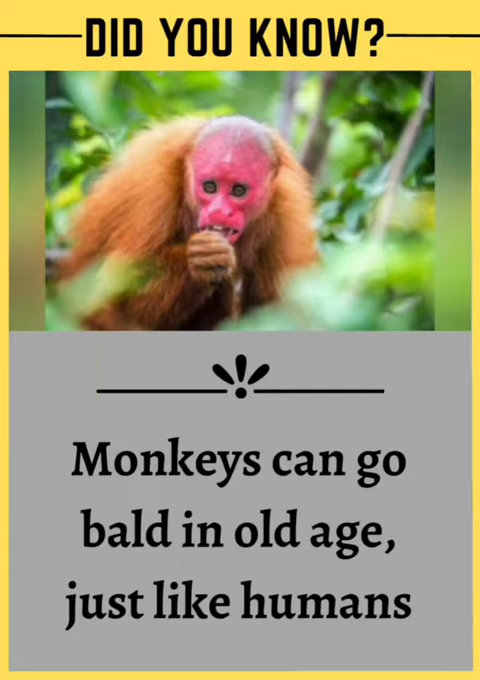 DID YOU KNOW?
Monkeys can go
bald in old age,
just like humans